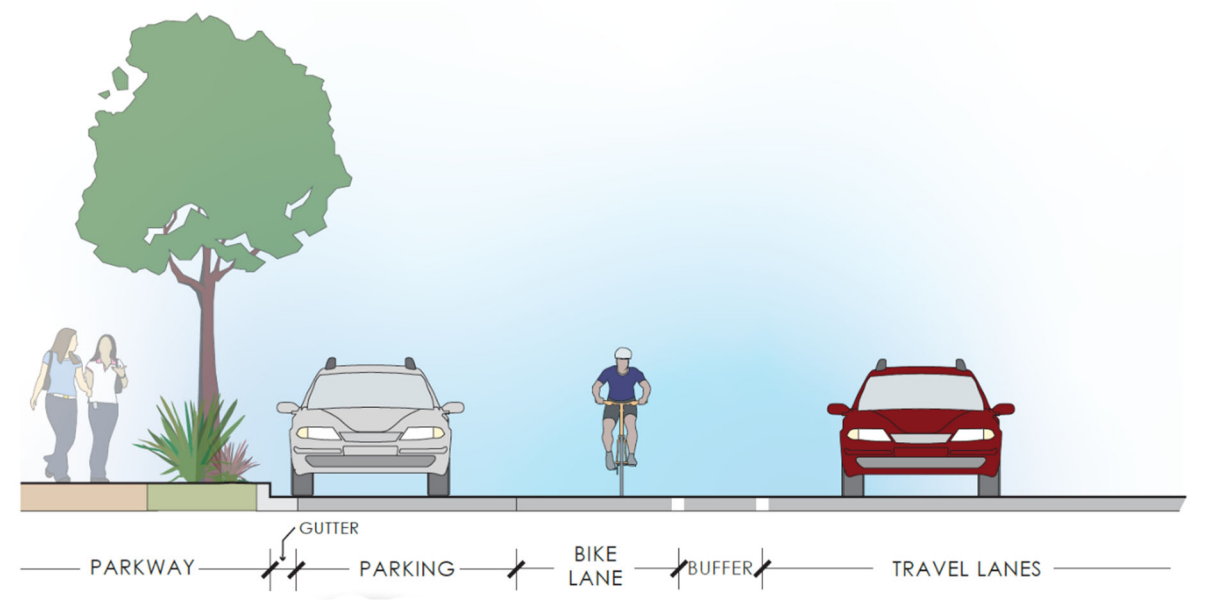 GUTTER
PARKWAY
PARKING
BIKE
LANE
BUFFER
TRAVEL LANES